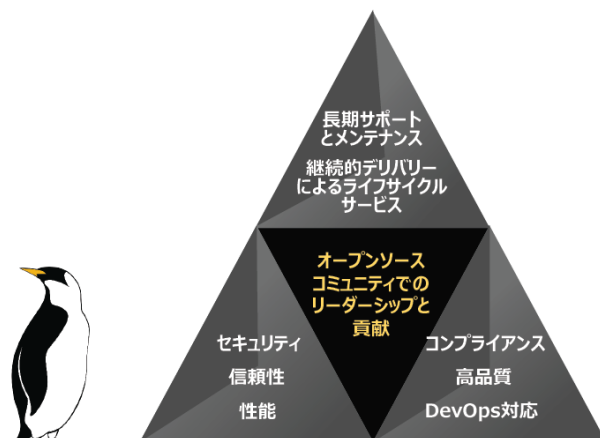 長期サポート
とメンテナンス
継続的デリバリー
によるライフサイクル
サービス
オープンソース
コミュニティでの
リーダーシップと
貢献
セキュリティ
信頼性
性能
コンプライアンス
高品質
DevOps対応